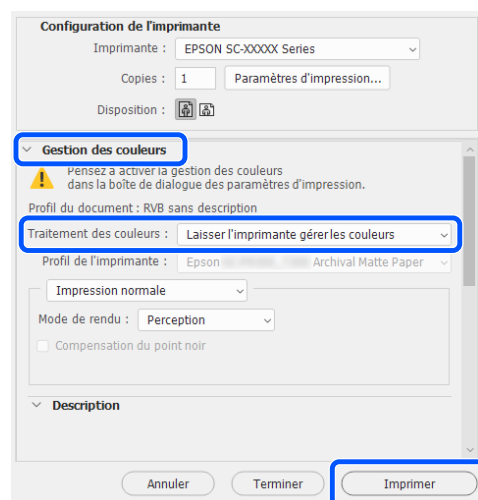 Configuration de l'imprimante
Imprimante : EPSON SC-XXXXX Series
Copies : 1 Paramètres d'impression...
Disposition :
Gestion des couleurs
Pensez à activer la gestion des couleurs
dans la boîte de dialogue des paramètres d'impression.
Profil du document : RVB sans description
Traitement des couleurs : Laisser l'imprimante gérer les couleurs
Profil de l'imprimante : Epson Archival Matte Paper
Impression normale
Mode de rendu : Perception
Compensation du point noir
Description
Annuler Terminer Imprimer